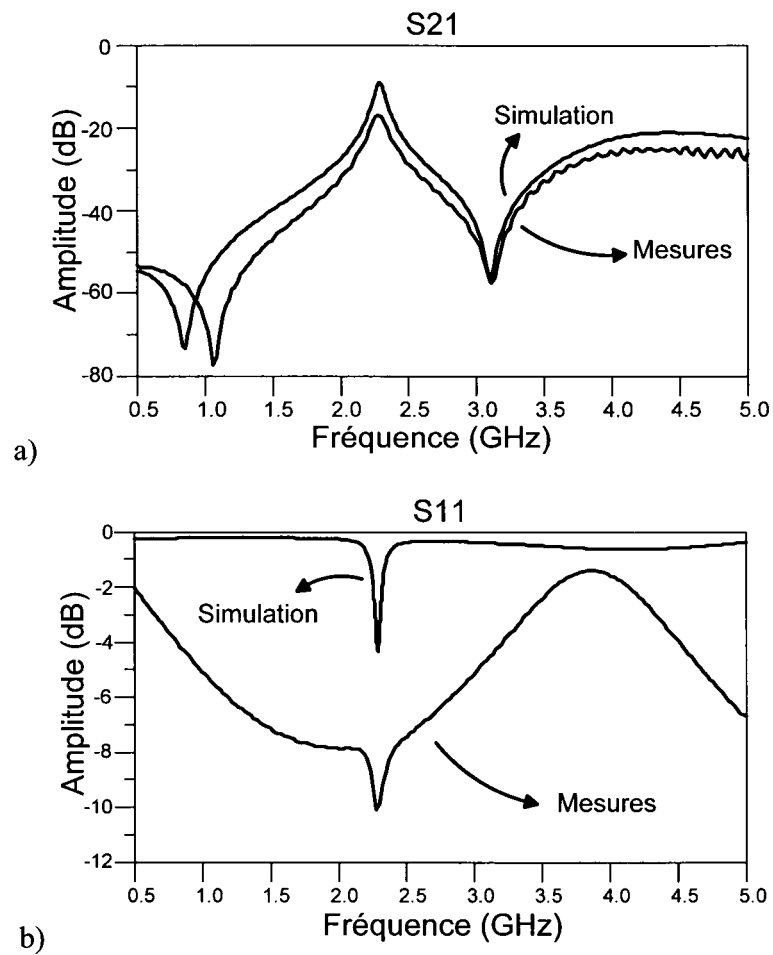 S21
0
-20
-40
-60
-80
Amplitude (dB)
Simulation
Mesures
0.5 1.0 1.5 2.0 2.5 3.0 3.5 4.0 4.5 5.0
Fréquence (GHz)
a)
S11
0
-2
-4
-6
-8
-10
-12
Amplitude (dB)
Simulation
Mesures
0.5 1.0 1.5 2.0 2.5 3.0 3.5 4.0 4.5 5.0
Fréquence (GHz)
b)